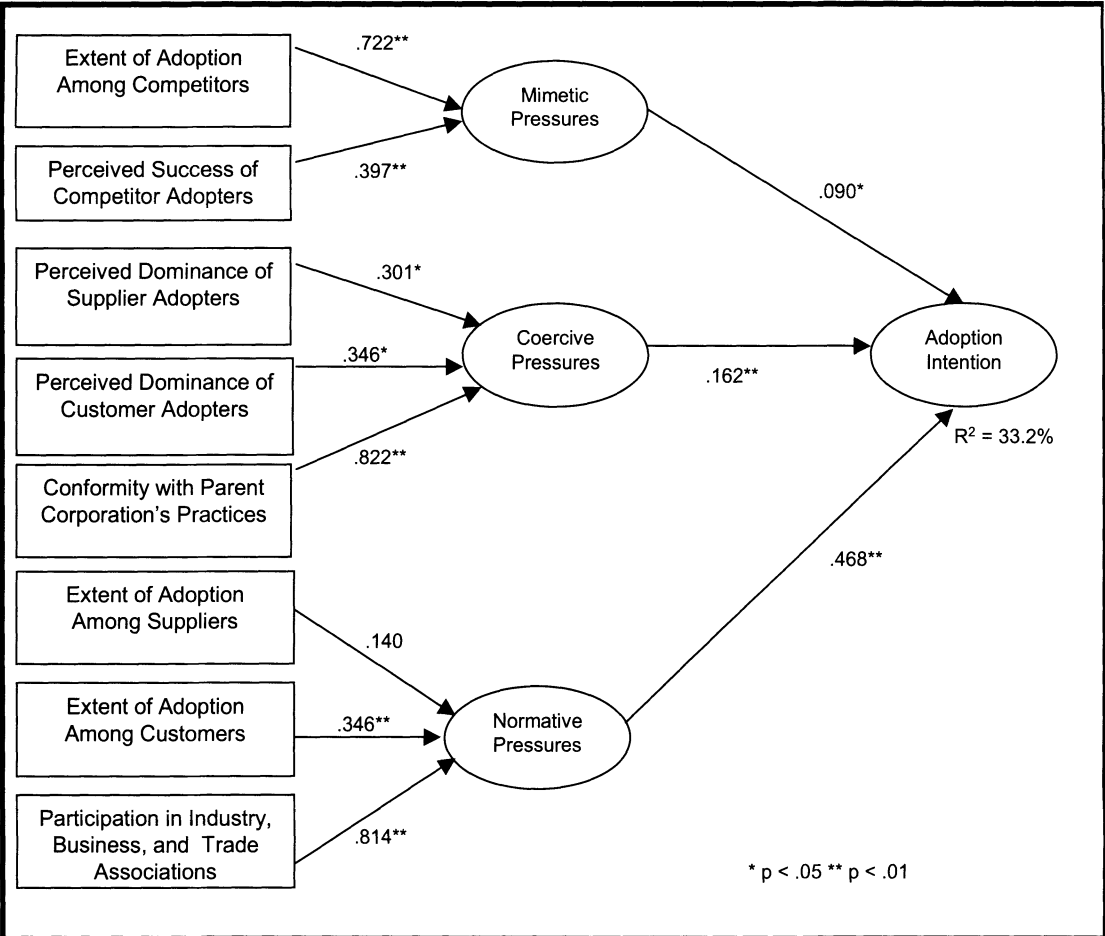 Extent of Adoption
Among Competitors
.722**
Mimetic
Pressures
Perceived Success of
Competitor Adopters
.397**
.090*
Perceived Dominance of
Supplier Adopters
.301*
Coercive
Pressures
Adoption
Intention
.346*
.162**
Perceived Dominance of
Customer Adopters
R² = 33.2%
.822**
Conformity with Parent
Corporation's Practices
.468**
Extent of Adoption
Among Suppliers
.140
Extent of Adoption
Among Customers
.346**
Normative
Pressures
Participation in Industry,
Business, and Trade
Associations
.814**
* p < .05 ** p < .01